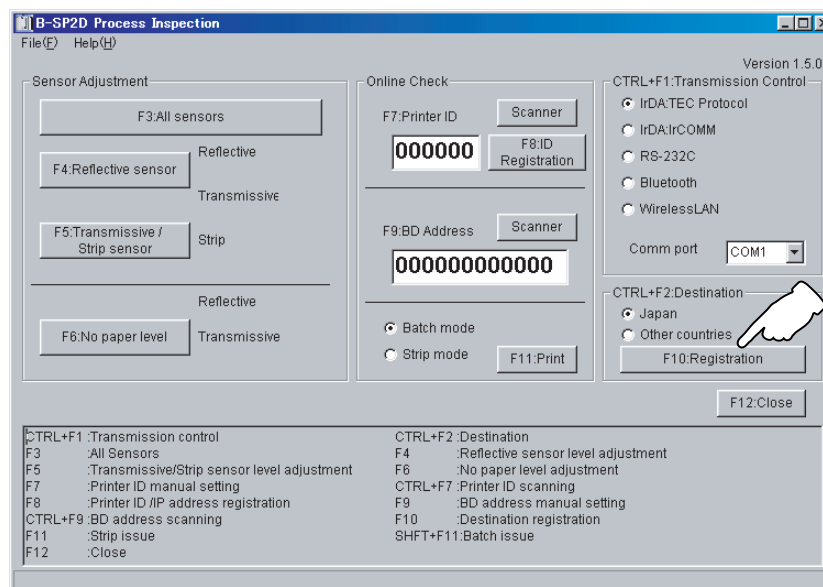 B-SP2D Process Inspection
File(F) Help(H)
Version 1.5.0
Sensor Adjustment
F3:All sensors
F4:Reflective sensor
Reflective
Transmissive
F5:Transmissive /
Strip sensor
Strip
Reflective
F6:No paper level
Transmissive
Online Check
F7:Printer ID
Scanner
000000
F8:ID
Registration
F9:BD Address
Scanner
000000000000
Batch mode
Strip mode
F11:Print
CTRL+F1:Transmission Control
IrDA:TEC Protocol
IrDA:IrCOMM
RS-232C
Bluetooth
WirelessLAN
Comm port
COM1
CTRL+F2:Destination
Japan
Other countries
F10:Registration
F12:Close
CTRL+F1 :Transmission control
CTRL+F2 :Destination
F3 :All Sensors
F4 :Reflective sensor level adjustment
F5 :Transmissive/Strip sensor level adjustment
F6 :No paper level adjustment
F7 :Printer ID manual setting
CTRL+F7 :Printer ID scanning
F8 :Printer ID /IP address registration
F9 :BD address manual setting
CTRL+F9 :BD address scanning
F10 :Destination registration
F11 :Strip issue
SHFT+F11:Batch issue
F12 :Close